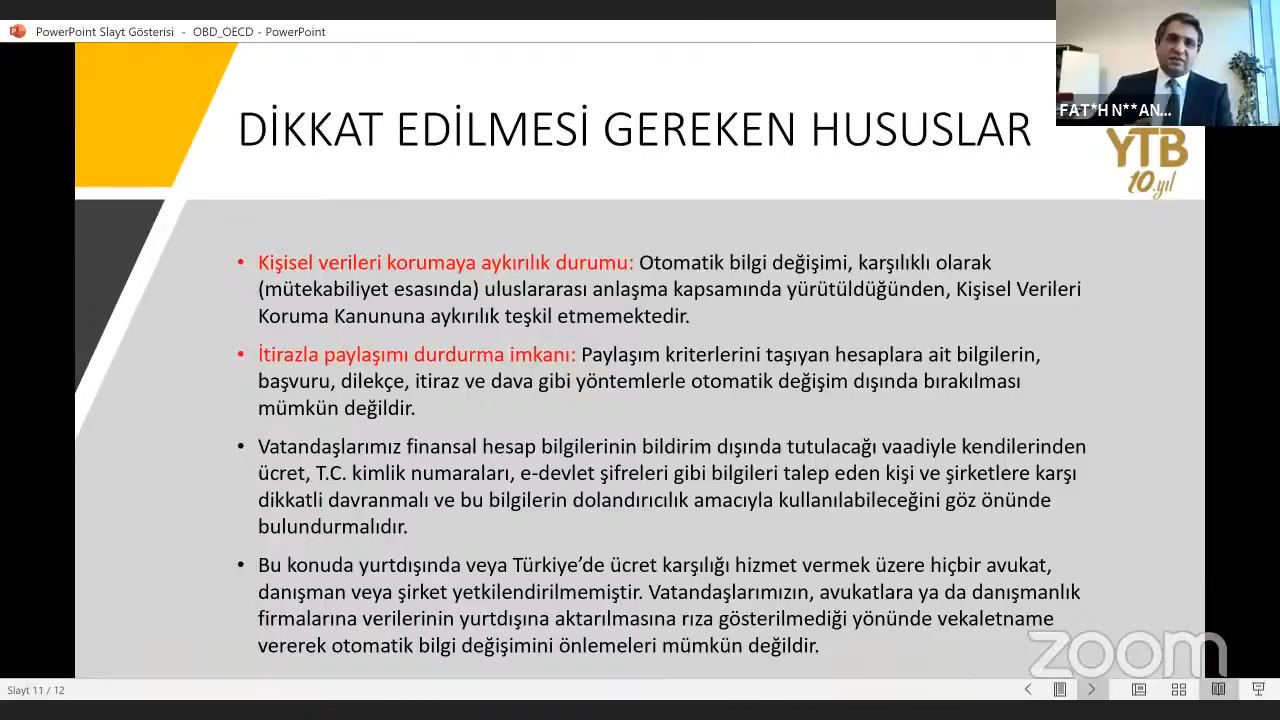 PowerPoint Slayt Gösterisi - OBD_OECD - PowerPoint
FAT*H N**AN...
DİKKAT EDİLMESİ GEREKEN HUSUSLAR
YTB
10.yıl
• Kişisel verileri korumaya aykırılık durumu: Otomatik bilgi değişimi, karşılıklı olarak
(mütekabiliyet esasında) uluslararası anlaşma kapsamında yürütüldüğünden, Kişisel Verileri
Koruma Kanununa aykırılık teşkil etmemektedir.
• İtirazla paylaşımı durdurma imkanı: Paylaşım kriterlerini taşıyan hesaplara ait bilgilerin,
başvuru, dilekçe, itiraz ve dava gibi yöntemlerle otomatik değişim dışında bırakılması
mümkün değildir.
• Vatandaşlarımız finansal hesap bilgilerinin bildirim dışında tutulacağı vaadiyle kendilerinden
ücret, T.C. kimlik numaraları, e-devlet şifreleri gibi bilgileri talep eden kişi ve şirketlere karşı
dikkatli davranmalı ve bu bilgilerin dolandırıcılık amacıyla kullanılabileceğini göz önünde
bulundurmalıdır.
• Bu konuda yurtdışında veya Türkiye’de ücret karşılığı hizmet vermek üzere hiçbir avukat,
danışman veya şirket yetkilendirilmemiştir. Vatandaşlarımızın, avukatlara ya da danışmanlık
firmalarına verilerinin yurtdışına aktarılmasına rıza gösterilmediği yönünde vekaletname
vererek otomatik bilgi değişimini önlemeleri mümkün değildir.
zoom
Slayt 11 / 12